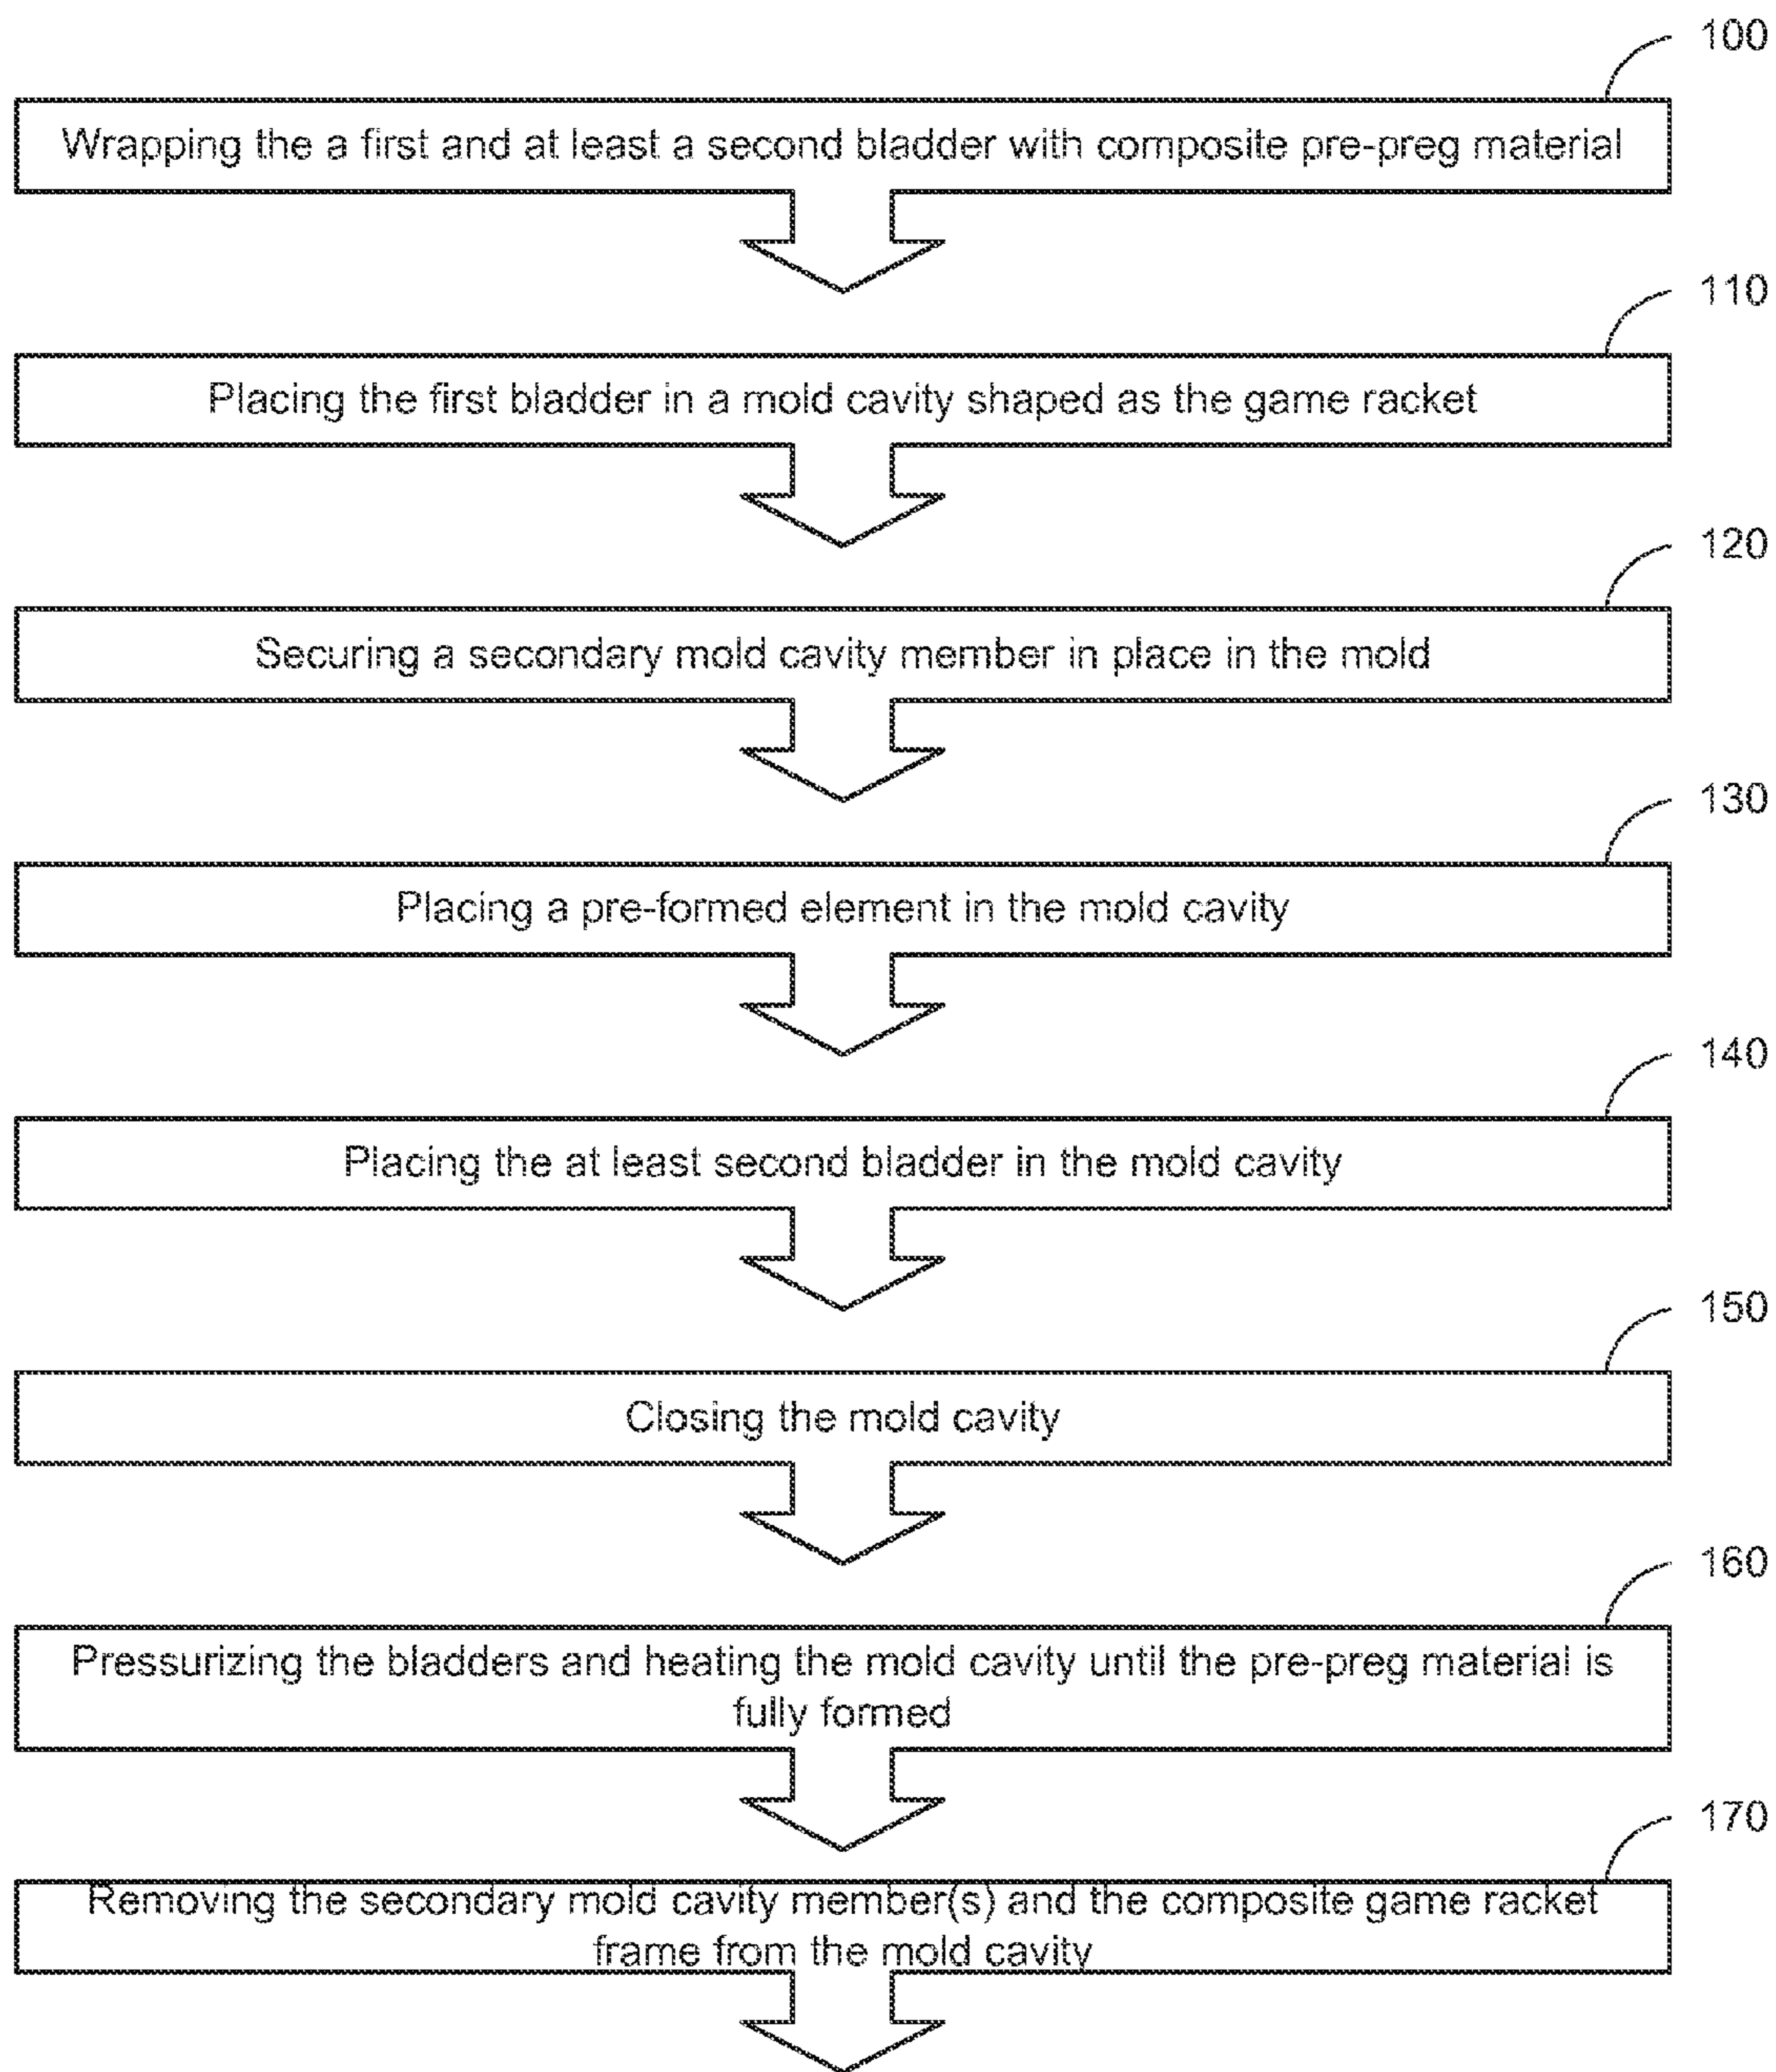 100
Wrapping the a first and at least a second bladder with composite pre-preg material
110
Placing the first bladder in a mold cavity shaped as the game racket
120
Securing a secondary mold cavity member in place in the mold
130
Placing a pre-formed element in the mold cavity
140
Placing the at least second bladder in the mold cavity
150
Closing the mold cavity
160
Pressurizing the bladders and heating the mold cavity until the pre-preg material is
fully formed
170
Removing the secondary mold cavity member(s) and the composite game racket
frame from the mold cavity